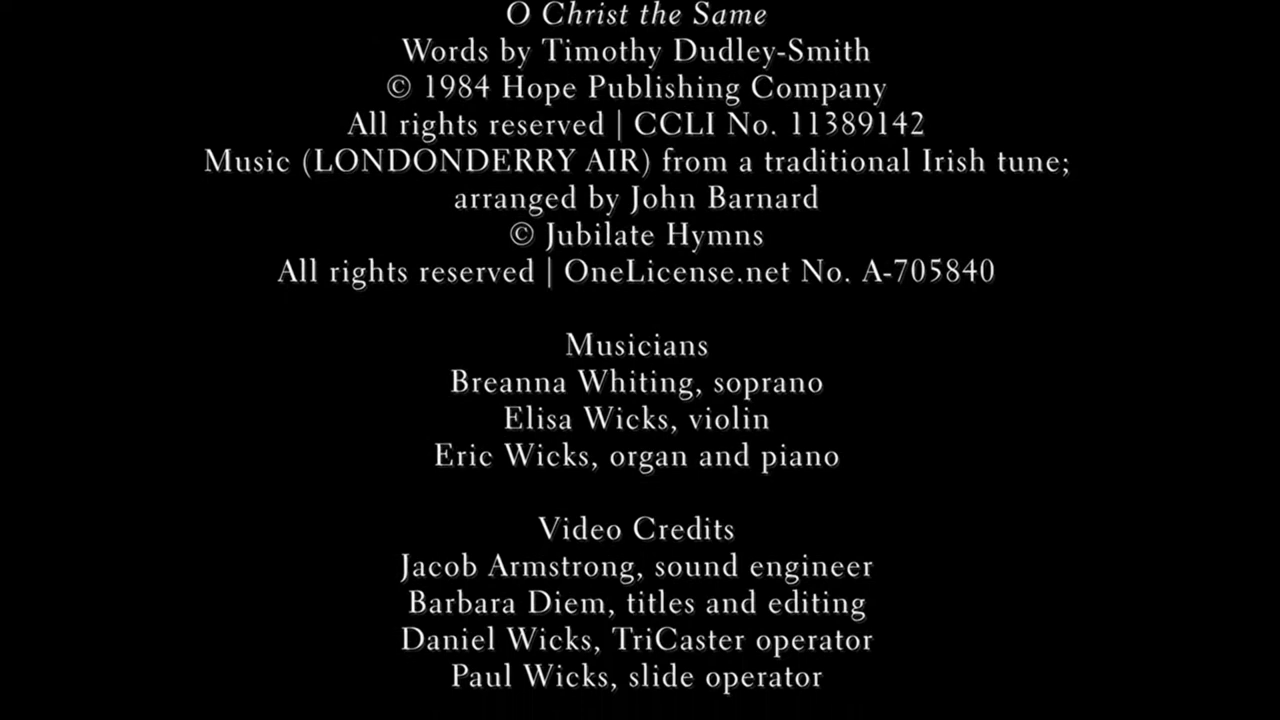 O Christ the Same
Words by Timothy Dudley-Smith
© 1984 Hope Publishing Company
All rights reserved | CCLI No. 11389142
Music (LONDONDERRY AIR) from a traditional Irish tune;
arranged by John Barnard
© Jubilate Hymns
All rights reserved | OneLicense.net No. A-705840
Musicians
Breanna Whiting, soprano
Elisa Wicks, violin
Eric Wicks, organ and piano
Video Credits
Jacob Armstrong, sound engineer
Barbara Diem, titles and editing
Daniel Wicks, TriCaster operator
Paul Wicks, slide operator